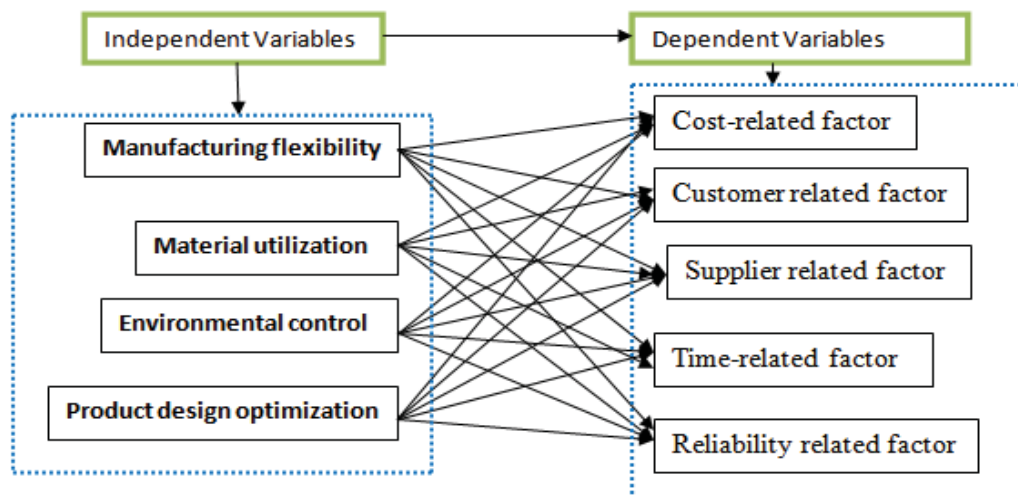 Independent Variables
Dependent Variables
Manufacturing flexibility
Material utilization
Environmental control
Product design optimization
Cost-related factor
Customer related factor
Supplier related factor
Time-related factor
Reliability related factor